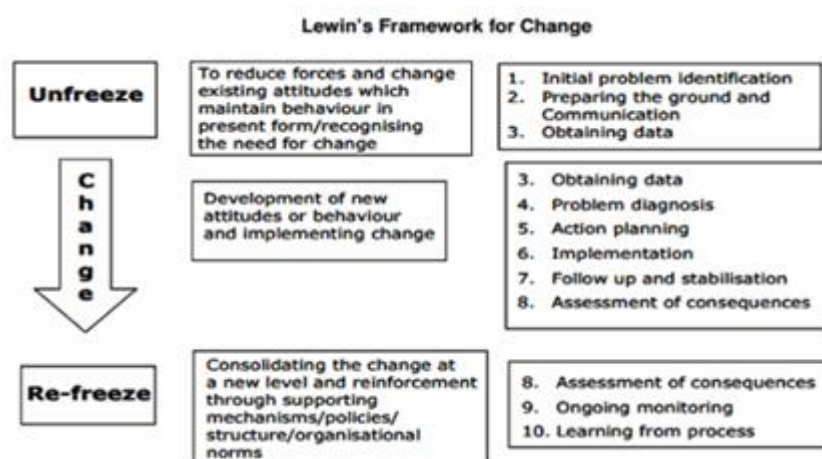 Lewin's Framework for Change
Unfreeze
To reduce forces and change
existing attitudes which
maintain behaviour in
present form/recognising
the need for change
1. Initial problem identification
2. Preparing the ground and
Communication
3. Obtaining data
Change
Development of new
attitudes or behaviour
and implementing change
3. Obtaining data
4. Problem diagnosis
5. Action planning
6. Implementation
7. Follow up and stabilisation
8. Assessment of consequences
Re-freeze
Consolidating the change at
a new level and reinforcement
through supporting
mechanisms/policies/
structure/organisational
norms
8. Assessment of consequences
9. Ongoing monitoring
10. Learning from process